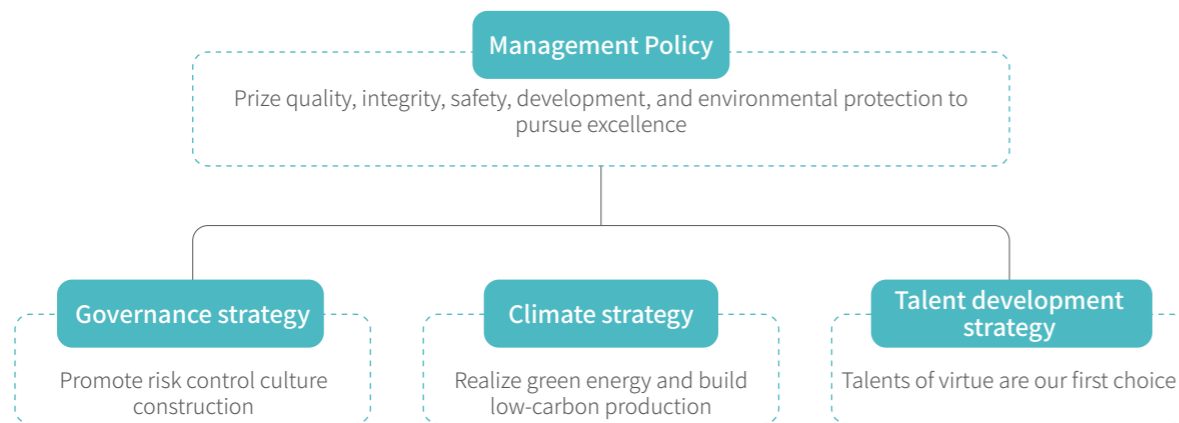 Management Policy
Prize quality, integrity, safety, development, and environmental protection to
pursue excellence
Governance strategy
Promote risk control culture
construction
Climate strategy
Realize green energy and build
low-carbon production
Talent development
strategy
Talents of virtue are our first choice